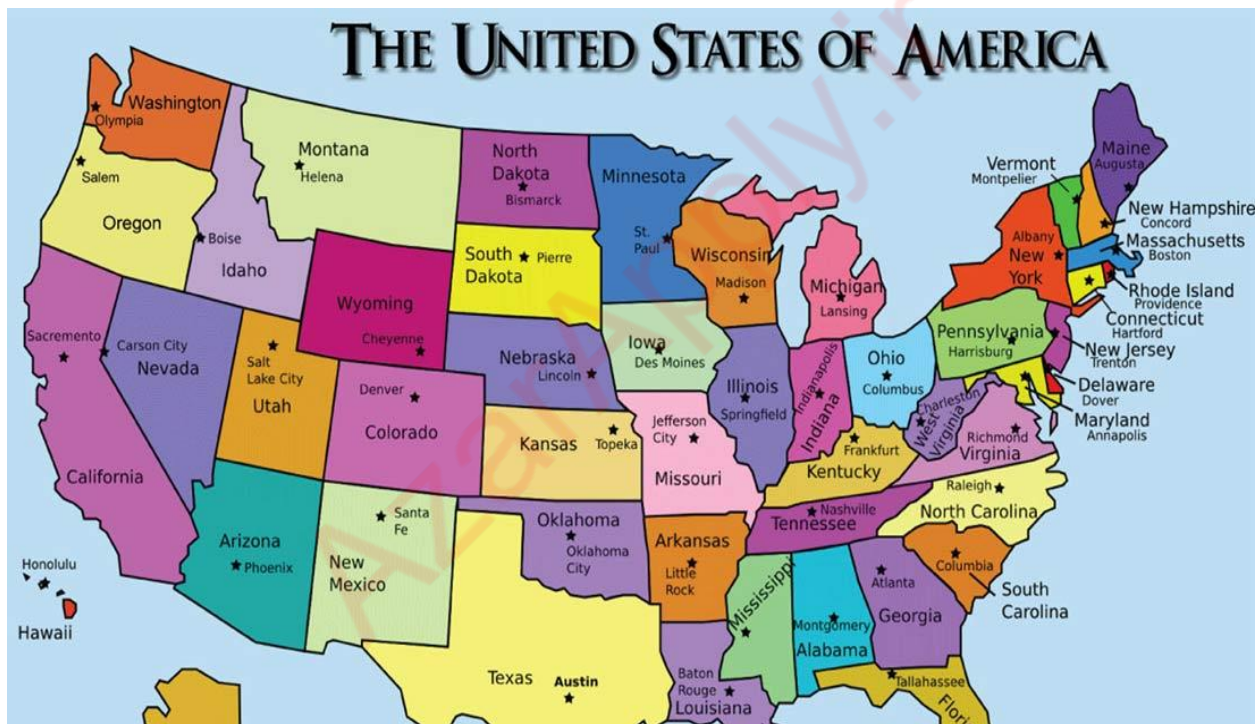 THE UNITED STATES OF AMERICA
Washington
Olympia
Montana
Helena
North
Dakota
Bismarck
Minnesota
St.
Paul
Maine
Augusta
Vermont
Montpelier
New Hampshire
Concord
Massachusetts
Boston
Rhode Island
Providence
Connecticut
Hartford
New Jersey
Trenton
Delaware
Dover
Maryland
Annapolis
Salem
Oregon
Boise
Idaho
South
Dakota
Pierre
Wisconsin
Madison
Michigan
Lansing
Albany
New
York
Wyoming
Cheyenne
Sacremento
Carson City
Nevada
Salt
Lake City
Utah
Denver
Colorado
Nebraska
Lincoln
Iowa
Des Moines
Illinois
Springfield
Indianapolis
Indiana
Ohio
Columbus
Pennsylvania
Harrisburg
Charleston
West
Virginia
Richmond
Virginia
California
Kansas
Topeka
Jefferson
City
Missouri
Frankfurt
Kentucky
Raleigh
North Carolina
Nashville
Tennessee
Arizona
Phoenix
Santa
Fe
New
Mexico
Oklahoma
Oklahoma
City
Arkansas
Little
Rock
Mississippi
Montgomery
Alabama
Atlanta
Georgia
Columbia
South
Carolina
Honolulu
Hawaii
Texas
Austin
Baton
Rouge
Louisiana
Tallahassee
Flori
AzarAply.ir